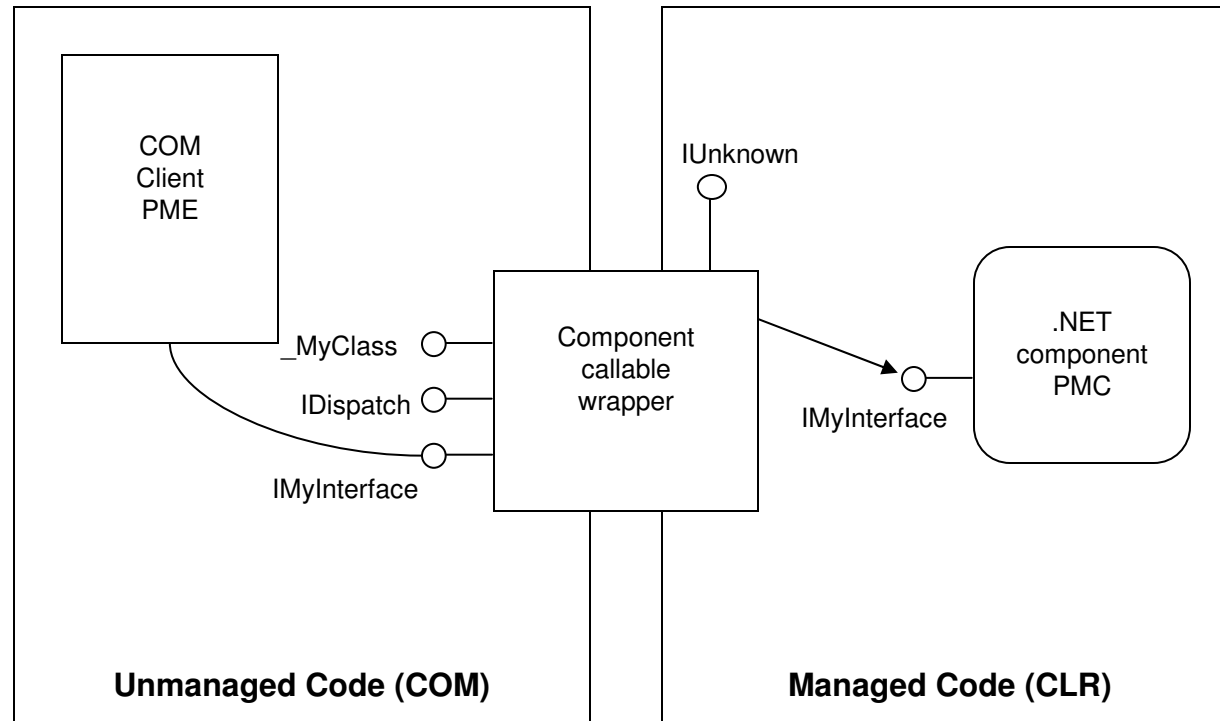 COM
Client
PME
_MyClass
IDispatch
IMyInterface
Component
callable
wrapper
IUnknown
IMyInterface
.NET
component
PMC
Unmanaged Code (COM)
Managed Code (CLR)